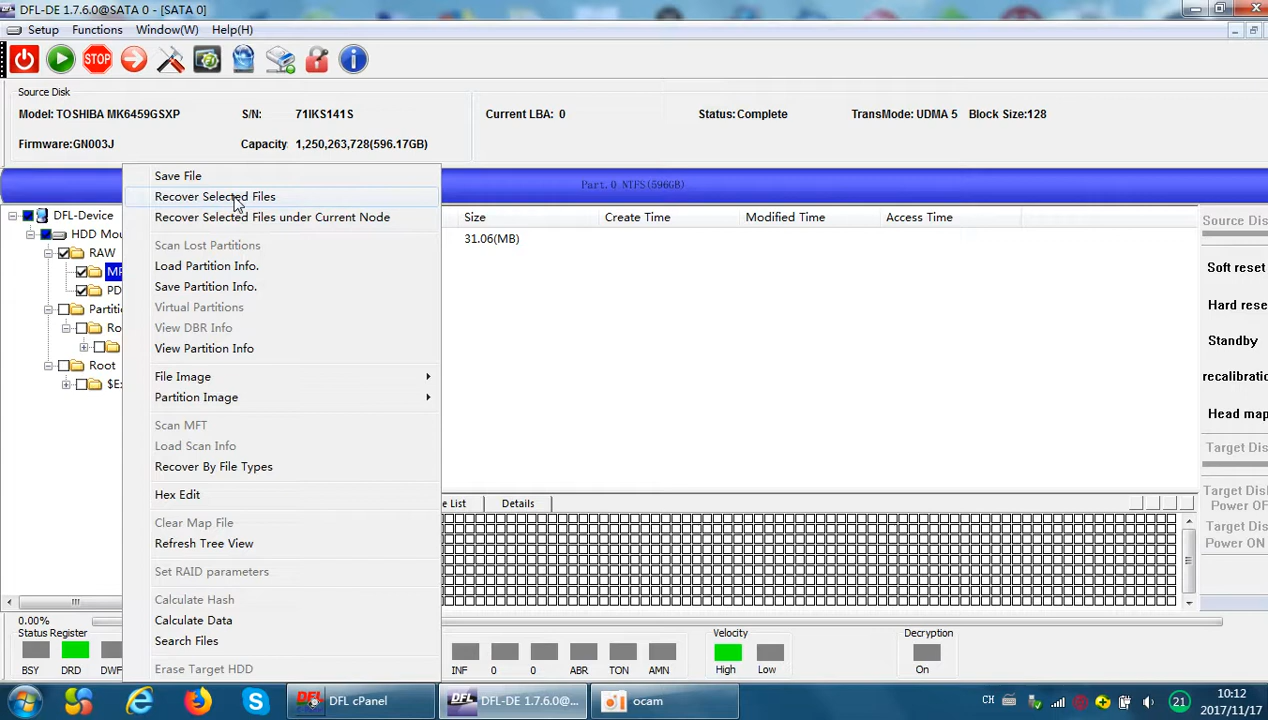 DFL-DE 1.7.6.0@SATA 0 - [SATA 0]
Setup Functions Window(W) Help(H)
STOP
Source Disk
Model: TOSHIBA MK6459GSXP S/N: 71IKS141S Current LBA: 0 Status:Complete TransMode: UDMA 5 Block Size:128
Firmware:GN003J Capacity: 1,250,263,728(596.17GB)
Part.0 NTFS(596GB)
Save File
Recover Selected Files
Recover Selected Files under Current Node
Scan Lost Partitions
Load Partition Info.
Save Partition Info.
Virtual Partitions
View DBR Info
View Partition Info
File Image
Partition Image
Scan MFT
Load Scan Info
Recover By File Types
Hex Edit
Clear Map File
Refresh Tree View
Set RAID parameters
Calculate Hash
Calculate Data
Search Files
Erase Target HDD
DFL-Device
HDD Mou
RAW
PD
Partitio
Ro
Root
Size Create Time Modified Time Access Time
31.06(MB)
e List Details
Source Disk
Soft reset
Hard rese
Standby
recalibratio
Head map
Target Disk
Target Disk
Power OF
Target Disk
Power ON
0.00%
Status Register
BSY DRD DWF
INF 0 0 ABR TON AMN
Velocity
High Low
Decryption
On
DFL cPanel
DFL-DE 1.7.6.0@...
ocam
CH
21
10:12
2017/11/17